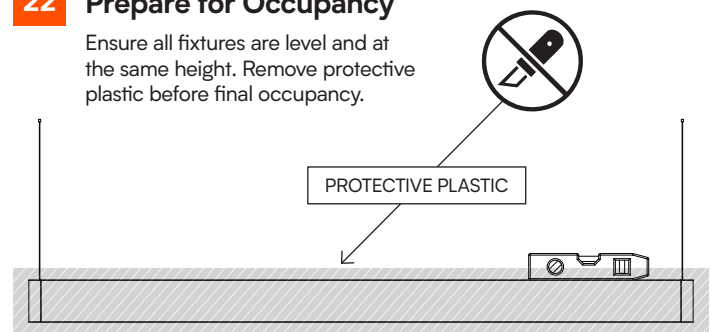 22 Prepare for Occupancy
Ensure all fixtures are level and at
the same height. Remove protective
plastic before final occupancy.
PROTECTIVE PLASTIC